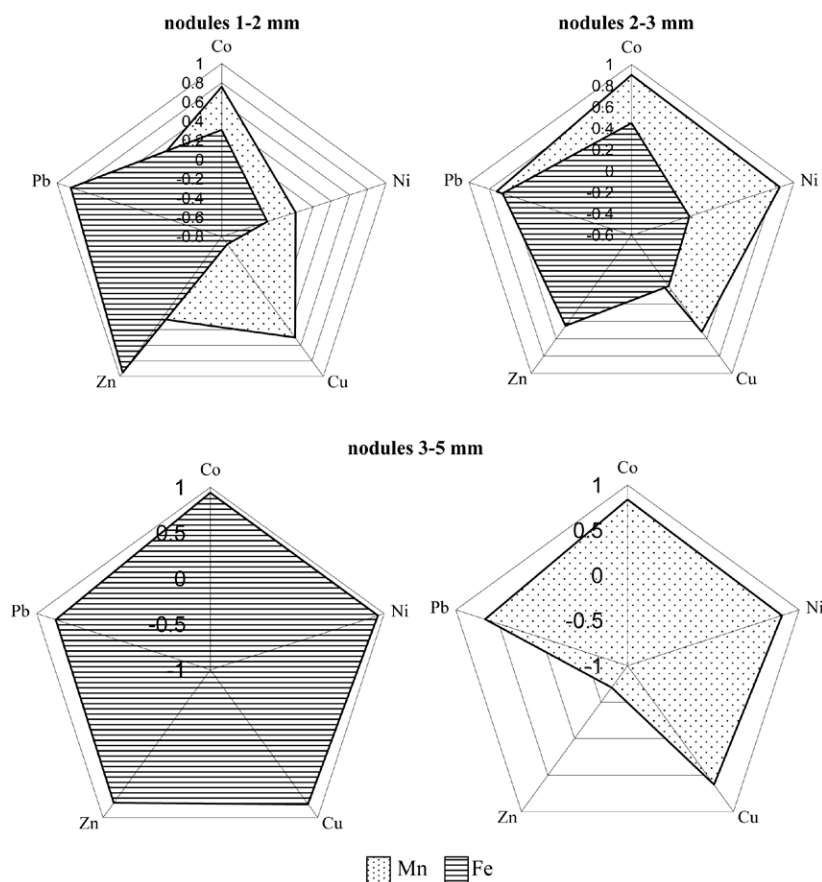 nodules 1-2 mm
Co
1
0.8
0.6
0.4
0.2
0
-0.2
-0.4
-0.6
-0.8
Pb
Ni
Zn
Cu
nodules 2-3 mm
Co
1
0.8
0.6
0.4
0.2
0
-0.2
-0.4
-0.6
Pb
Ni
Zn
Cu
nodules 3-5 mm
Co
1
0.5
0
-0.5
-1
Pb
Ni
Zn
Cu
Co
1
0.5
0
-0.5
-1
Pb
Ni
Zn
Cu
Mn Fe